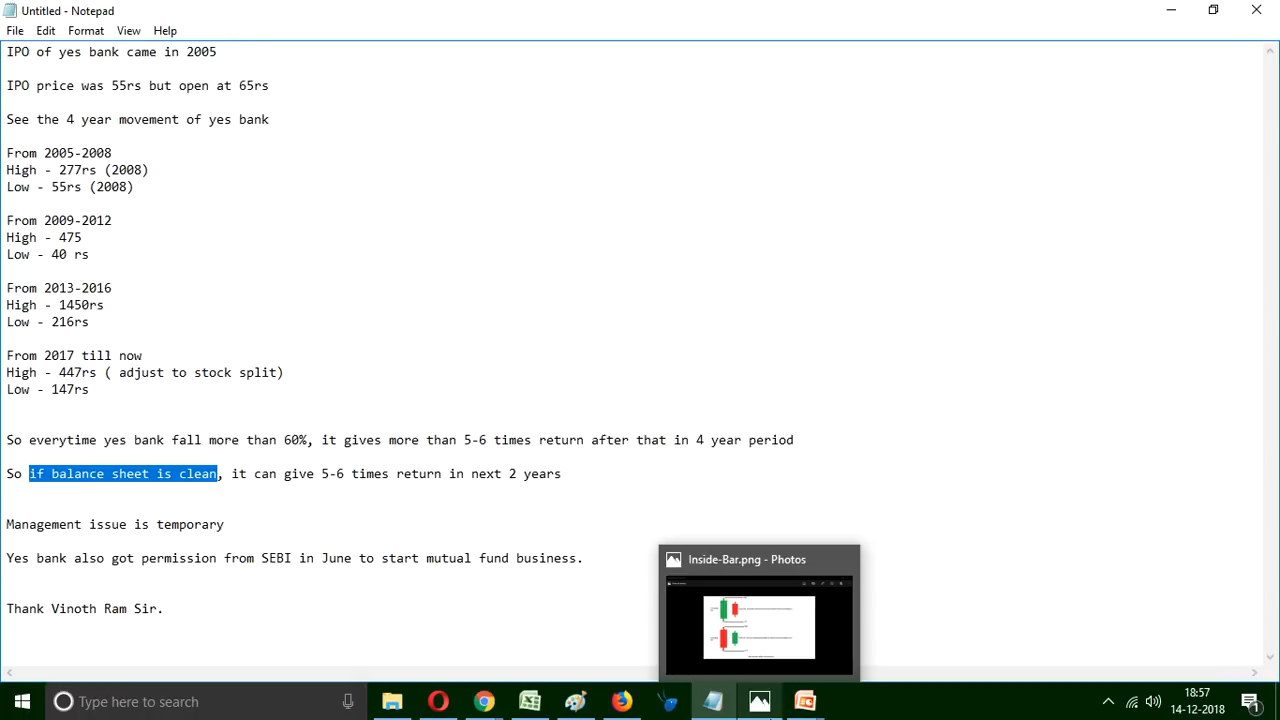 Untitled - Notepad
File Edit Format View Help
IPO of yes bank came in 2005
IPO price was 55rs but open at 65rs
See the 4 year movement of yes bank
From 2005-2008
High - 277rs (2008)
Low - 55rs (2008)
From 2009-2012
High - 475
Low - 40 rs
From 2013-2016
High - 1450rs
Low - 216rs
From 2017 till now
High - 447rs ( adjust to stock split)
Low - 147rs
So everytime yes bank fall more than 60%, it gives more than 5-6 times return after that in 4 year period
So if balance sheet is clean, it can give 5-6 times return in next 2 years
Management issue is temporary
Yes bank also got permission from SEBI in June to start mutual fund business.
Thank Vinoth Ram Sir.
Inside-Bar.png - Photos
Type here to search
18:57
14-12-2018
1